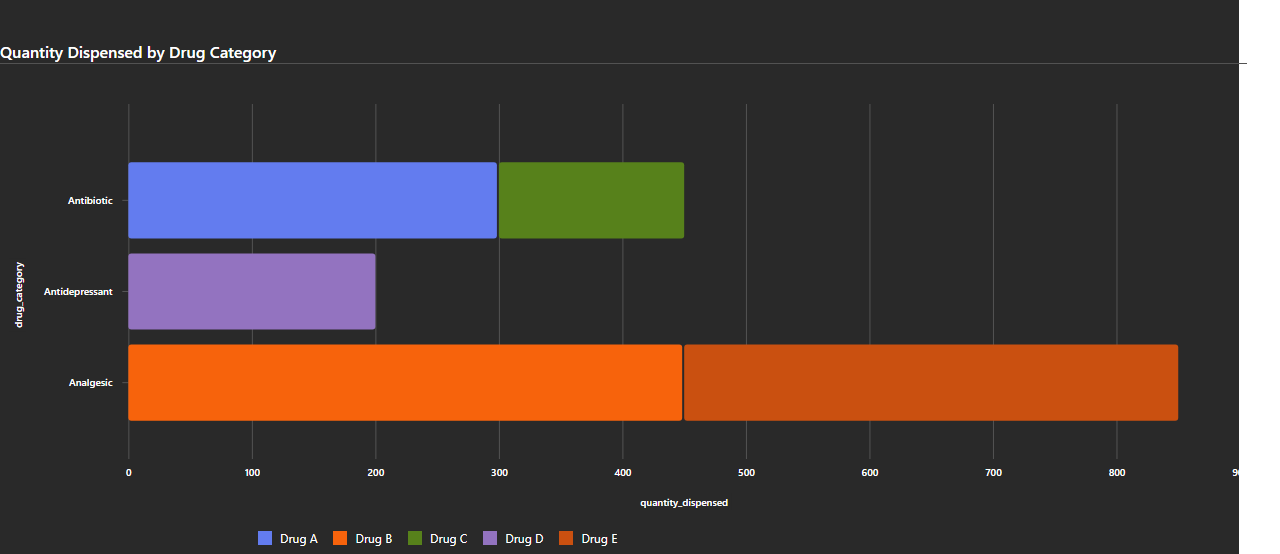 Quantity Dispensed by Drug Category
Antibiotic
Antidepressant
Analgesic
drug_category
0 100 200 300 400 500 600 700 800
quantity_dispensed
Drug A Drug B Drug C Drug D Drug E